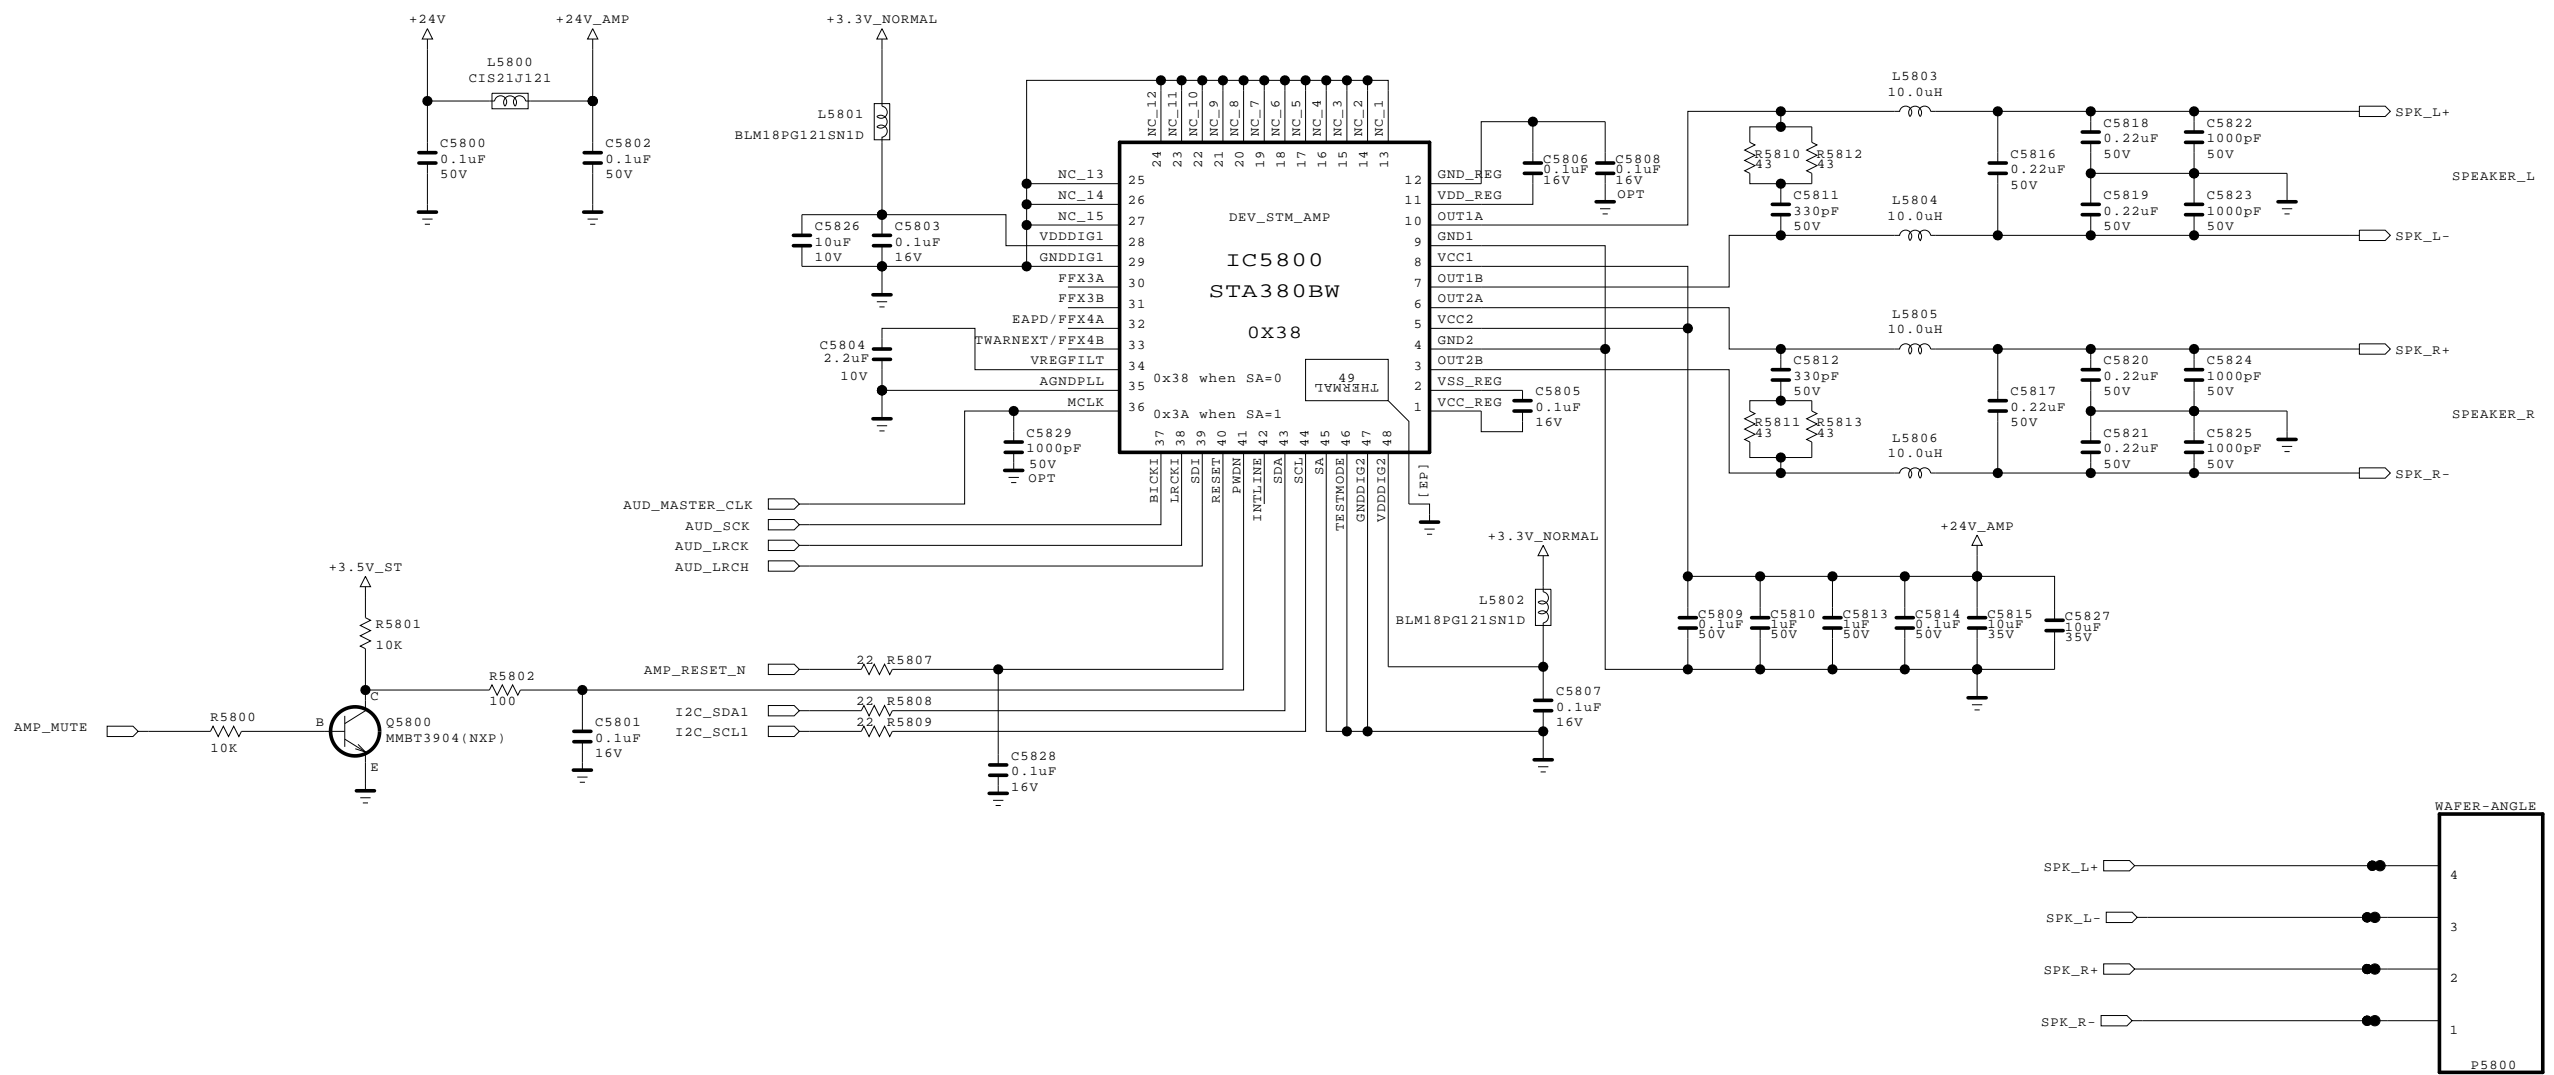 +24V
+24V_AMP
L5800
CIS21J121
C5800
0.1uF
50V
C5802
0.1uF
50V
+3.3V_NORMAL
L5801
BLM18PG121SN1D
C5826
10uF
10V
C5803
0.1uF
16V
C5804
2.2uF
10V
C5829
1000pF
50V
OPT
NC_12
NC_11
NC_10
NC_9
NC_8
NC_7
NC_6
NC_5
NC_4
NC_3
NC_2
NC_1
24
23
22
21
20
19
18
17
16
15
14
13
NC_13
25
NC_14
26
NC_15
27
VDDDIG1
28
GNDDIG1
29
FFX3A
30
FFX3B
31
EAPD/FFX4A
32
TWARNEXT/FFX4B
33
VREGFILT
34
AGNDPLL
35
MCLK
36
DEV_STM_AMP
IC5800
STA380BW
0X38
0x38 when SA=0
0x3A when SA=1
49
THERMAL
12
GND_REG
11
VDD_REG
10
OUT1A
9
GND1
8
VCC1
7
OUT1B
6
OUT2A
5
VCC2
4
GND2
3
OUT2B
2
VSS_REG
1
VCC_REG
37
38
39
40
41
42
43
44
45
46
47
48
BICKI
LRCKI
SDI
RESET
PWDN
INTLINE
SDA
SCL
SA
TESTMODE
GNDDIG2
VDDDIG2
[EP]
C5806
0.1uF
16V
C5808
0.1uF
16V
OPT
C5805
0.1uF
16V
R5810
43
R5812
43
C5811
330pF
50V
L5803
10.0uH
L5804
10.0uH
C5816
0.22uF
50V
C5818
0.22uF
50V
C5822
1000pF
50V
C5819
0.22uF
50V
C5823
1000pF
50V
SPK_L+
SPEAKER_L
SPK_L-
C5812
330pF
50V
R5811
43
R5813
43
L5805
10.0uH
L5806
10.0uH
C5817
0.22uF
50V
C5820
0.22uF
50V
C5824
1000pF
50V
C5821
0.22uF
50V
C5825
1000pF
50V
SPK_R+
SPEAKER_R
SPK_R-
AUD_MASTER_CLK
AUD_SCK
AUD_LRCK
AUD_LRCH
+3.5V_ST
R5801
10K
R5802
100
AMP_MUTE
R5800
10K
B
C
E
Q5800
MMBT3904(NXP)
C5801
0.1uF
16V
AMP_RESET_N
22 R5807
I2C_SDA1
22 R5808
I2C_SCL1
22 R5809
C5828
0.1uF
16V
+3.3V_NORMAL
L5802
BLM18PG121SN1D
C5807
0.1uF
16V
+24V_AMP
C5809
0.1uF
50V
C5810
1uF
50V
C5813
1uF
50V
C5814
0.1uF
50V
C5815
10uF
35V
C5827
10uF
35V
WAFER-ANGLE
SPK_L+
4
SPK_L-
3
SPK_R+
2
SPK_R-
1
P5800